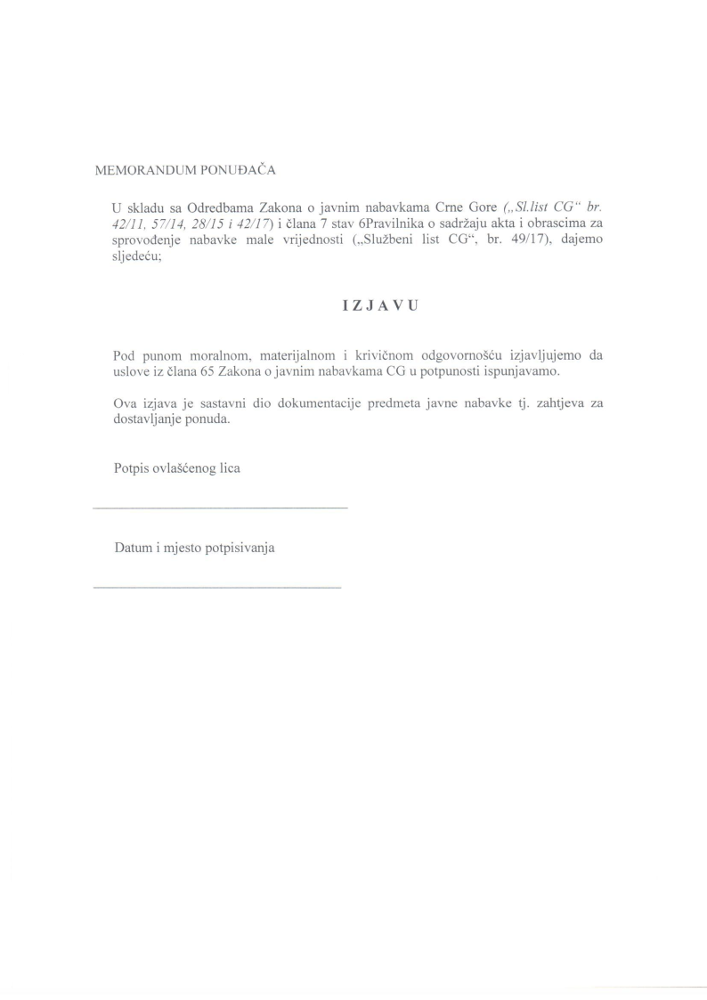 MEMORANDUM PONUĐAČA
U skladu sa Odredbama Zakona o javnim nabavkama Crne Gore („Sl.list CG“ br.
42/11, 57/14, 28/15 i 42/17) i člana 7 stav 6Pravilnika o sadržaju akta i obrascima za
sprovođenje nabavke male vrijednosti („Službeni list CG“, br. 49/17), dajemo
sljedeću;
I Z J A V U
Pod punom moralnom, materijalnom i krivičnom odgovornošću izjavljujemo da
uslove iz člana 65 Zakona o javnim nabavkama CG u potpunosti ispunjavamo.
Ova izjava je sastavni dio dokumentacije predmeta javne nabavke tj. zahtjeva za
dostavljanje ponuda.
Potpis ovlašćenog lica
Datum i mjesto potpisivanja